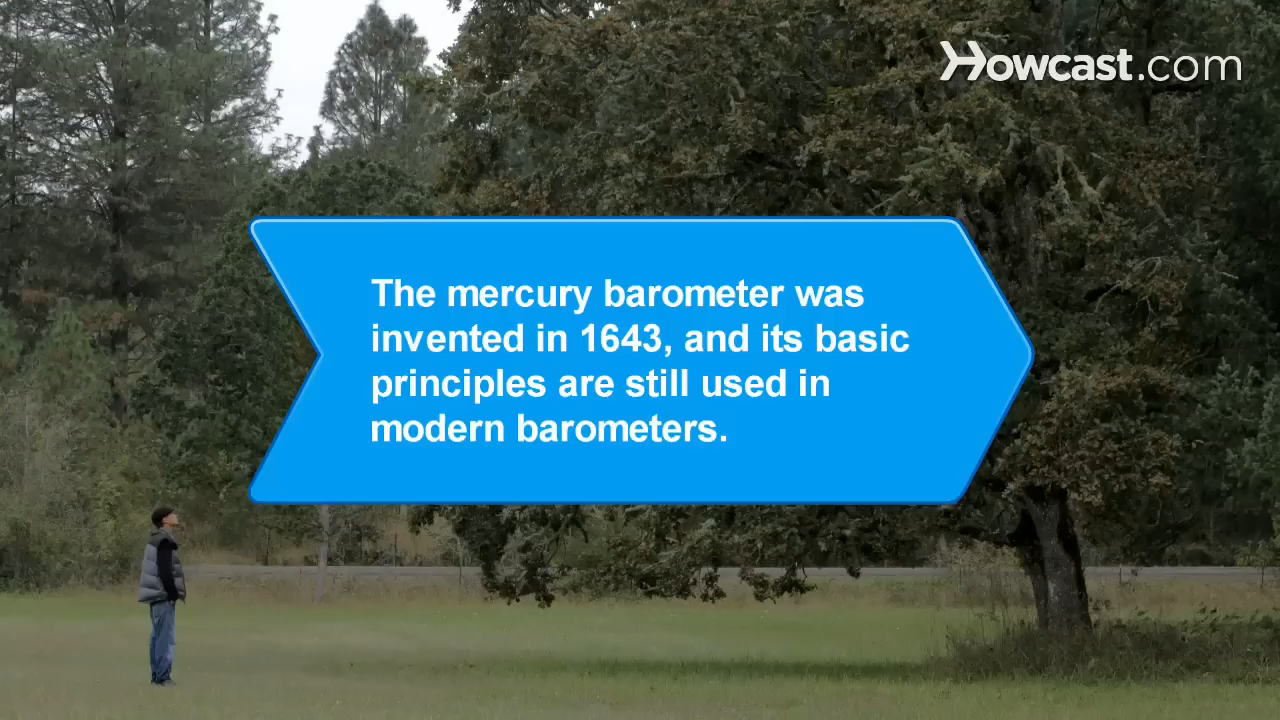 Howcast.com
The mercury barometer was
invented in 1643, and its basic
principles are still used in
modern barometers.